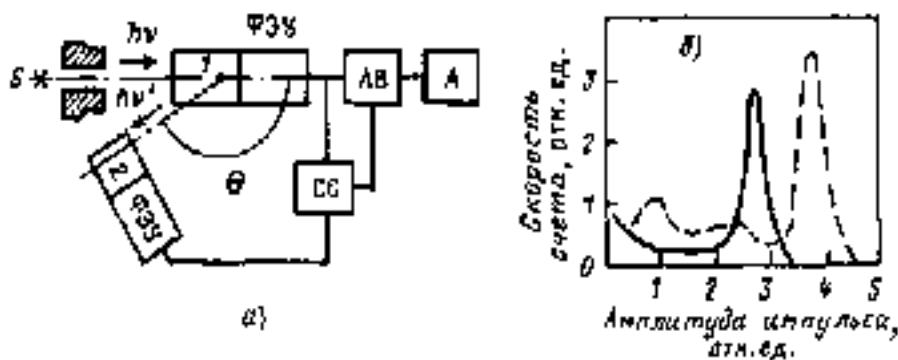 ФЭУ
hν
S
1
AB
A
hν'
2
ФЭУ
Θ
СС
а)
б)
Скорость
счета, отн. ед.
3
2
1
0
1 2 3 4 5
Амплитуда импульса,
отн. ед.